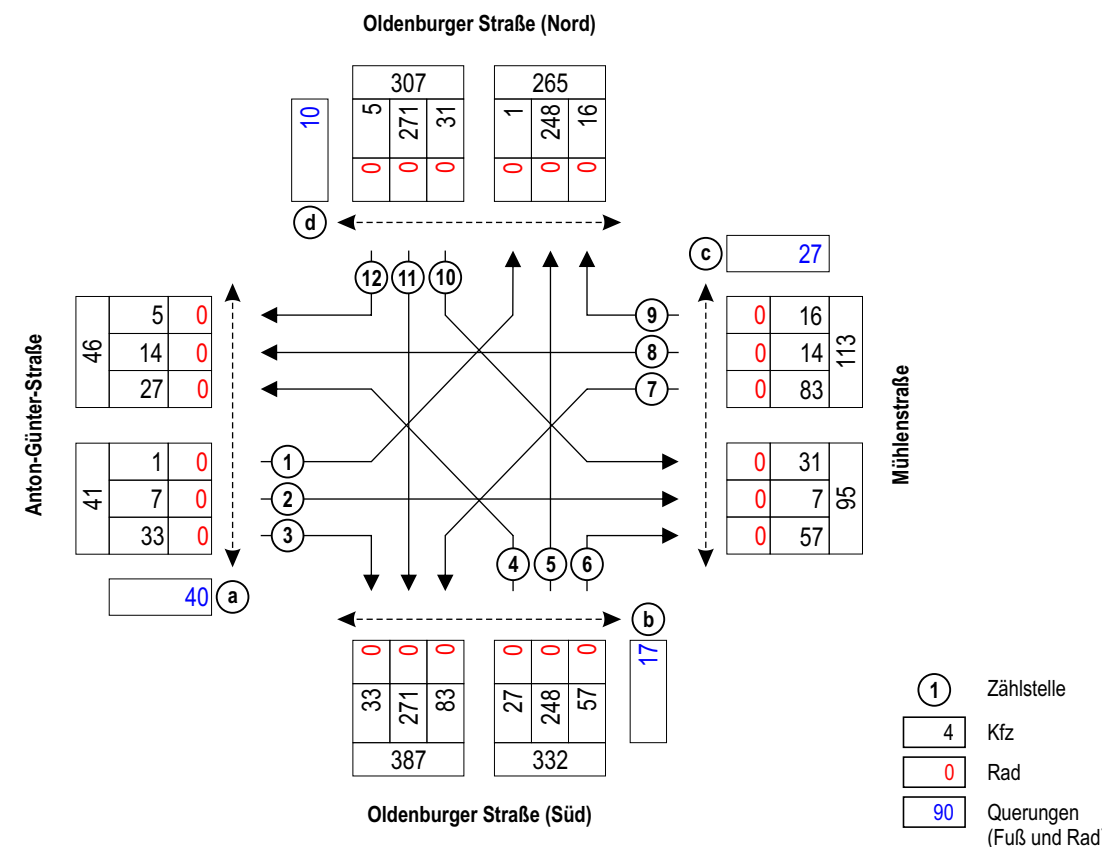 Oldenburger Straße (Nord)
307 265
10 5 271 31 1 248 16
0 0 0 0 0 0
d
c 27
12 11 10
9 0 16
8 0 14 113
7 0 83
46 5 0
14 0
27 0
Anton-Günter-Straße
Mühlenstraße
41 1 0 1
7 0 2
33 0 3
0 31
0 7 95
0 57
4 5 6
40 a
b
0 0 0 0 0 0 17
33 271 83 27 248 57
387 332
Oldenburger Straße (Süd)
1 Zählstelle
4 Kfz
0 Rad
90 Querungen
(Fuß und Rad